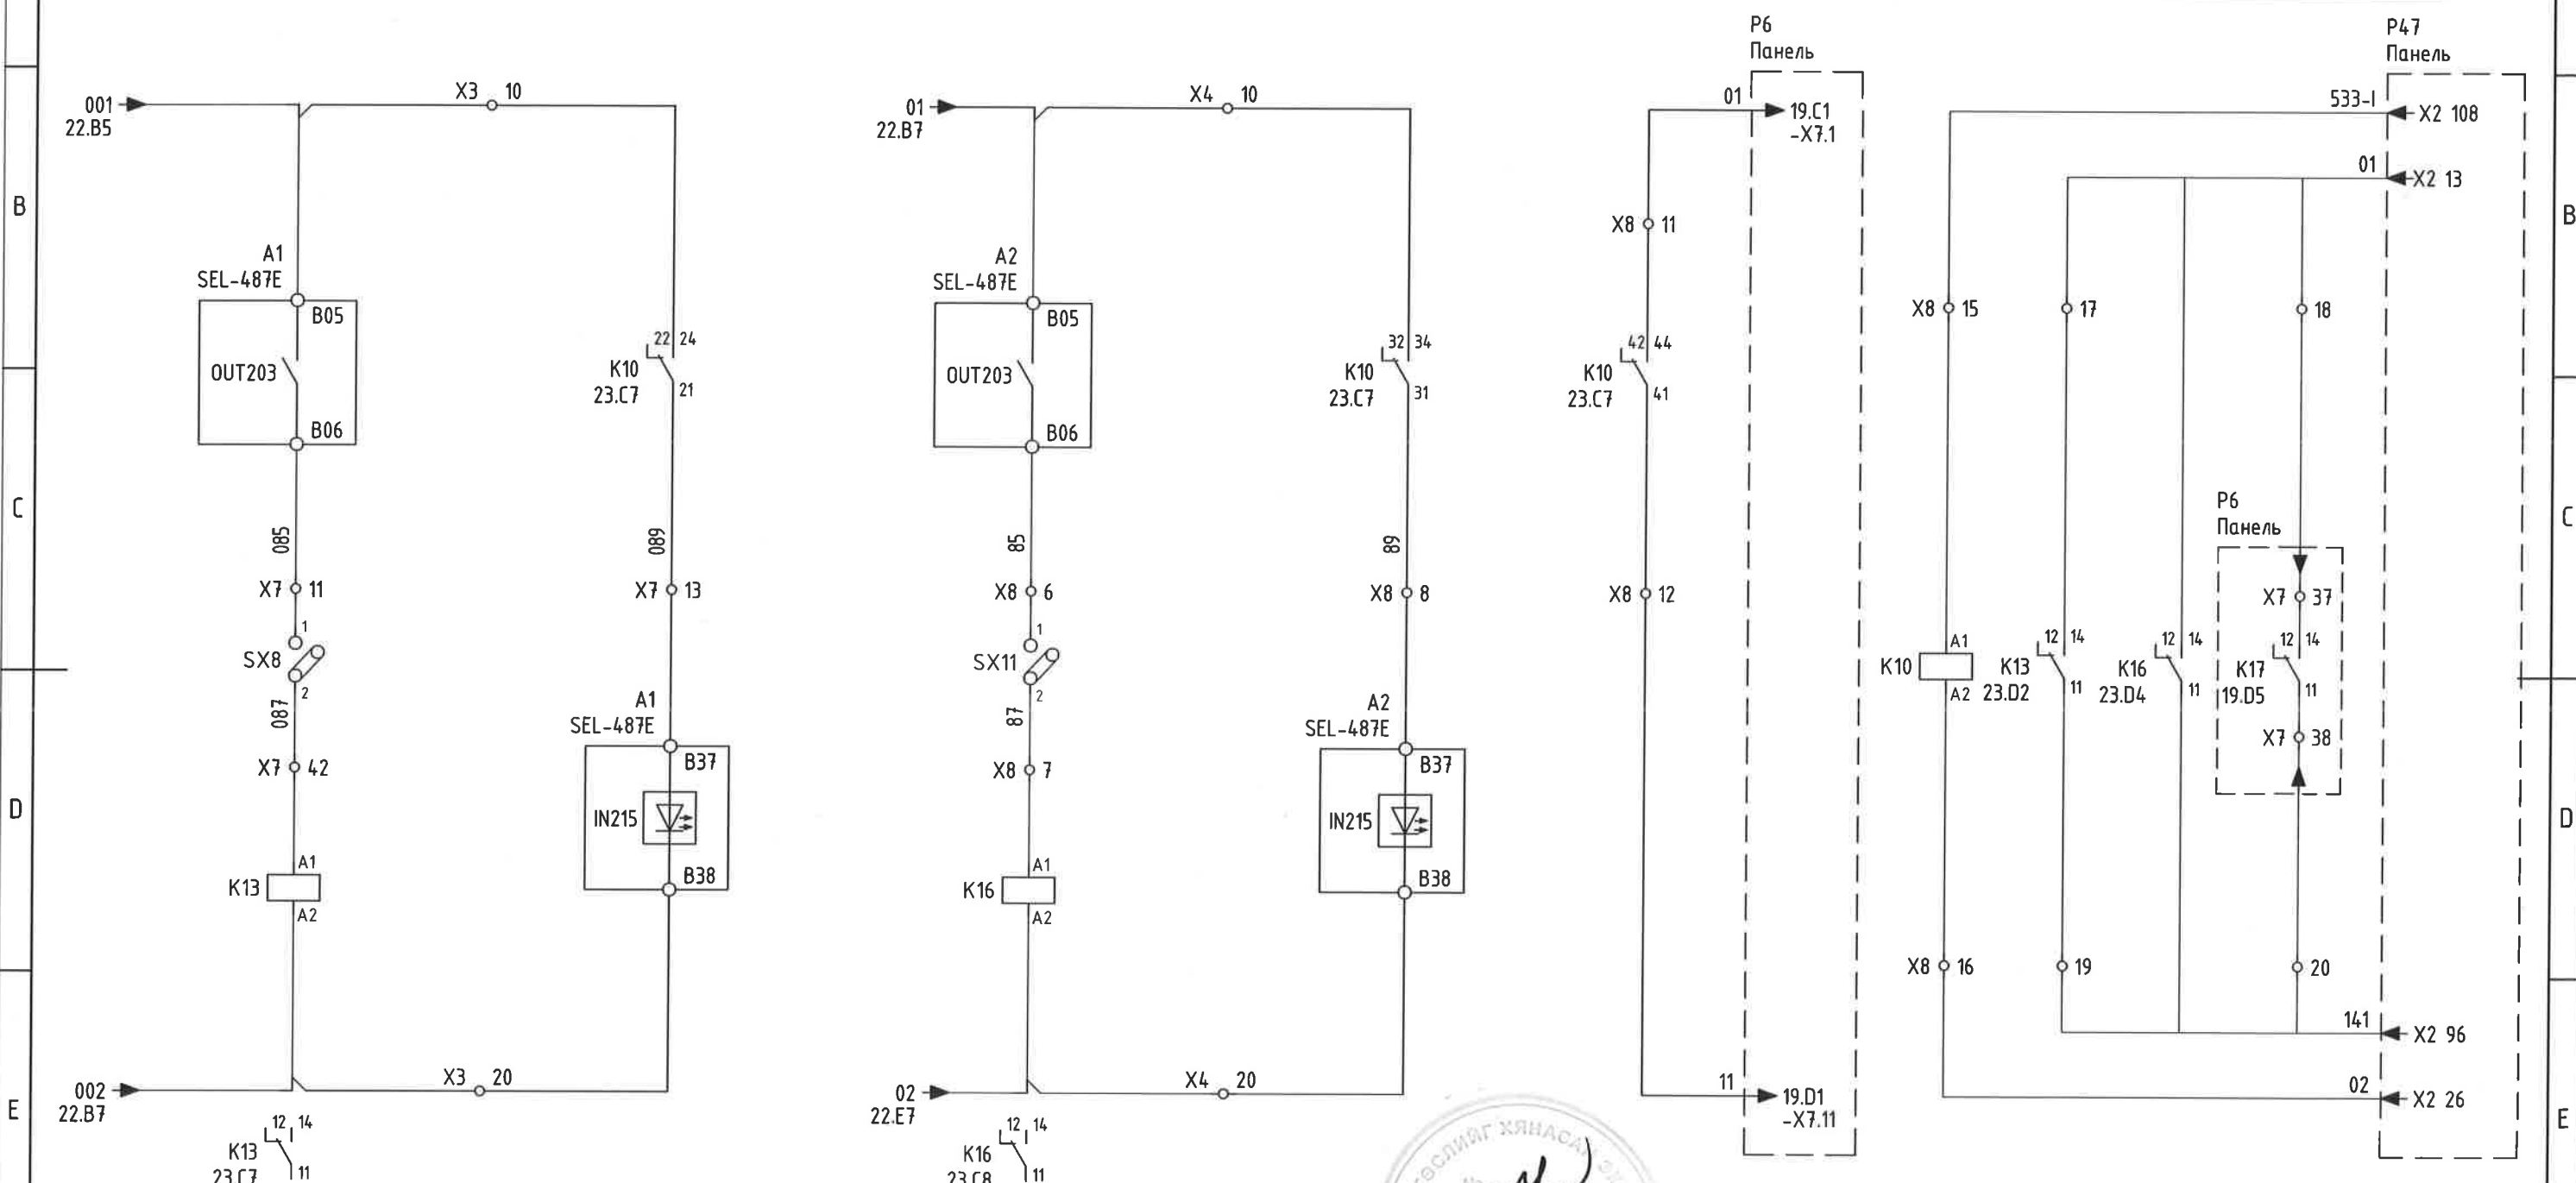 P6
Панель
P47
Панель
001
22.B5
X3 10
01
22.B7
X4 10
01
19.C1
-X7.1
533-I
X2 108
01
X2 13
B
B
X8 11
A1
SEL-487E
B05
OUT203
B06
22 24
K10
23.C7
21
A2
SEL-487E
B05
OUT203
B06
32 34
K10
23.C7
31
42 44
K10
23.C7
41
X8 15
17
18
C
C
085
089
85
89
P6
Панель
X7 11
X7 13
X8 6
X8 8
X8 12
X7 37
1
SX8
2
087
X7 42
1
SX11
2
87
X8 7
A1
K10
A2
12 14
K13
23.D2
11
12 14
K16
23.D4
11
12 14
K17
19.D5
11
X7 38
A1
SEL-487E
B37
IN215
B38
A2
SEL-487E
B37
IN215
B38
D
D
A1
K13
A2
A1
K16
A2
X8 16
19
20
141
X2 96
002
22.B7
X3 20
02
22.E7
X4 20
11
19.D1
-X7.11
02
X2 26
E
E
12 14
K13
23.C7
11
12 14
K16
23.C8
11
ХЯНАСАН